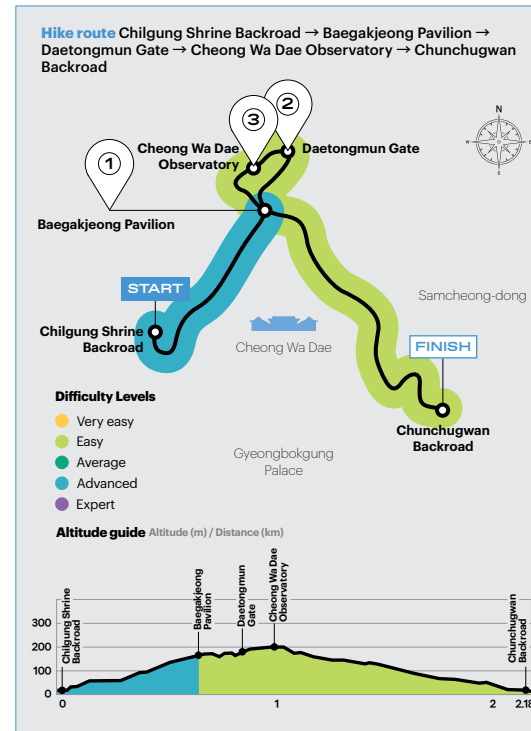 Hike route Chilgung Shrine Backroad → Baegakjeong Pavilion →
Daetongmun Gate → Cheong Wa Dae Observatory → Chunchugwan
Backroad
1
3
2
N
W
E
S
Cheong Wa Dae
Observatory
Daetongmun Gate
Baegakjeong Pavilion
START
Samcheong-dong
Chilgung Shrine
Backroad
Cheong Wa Dae
FINISH
Chunchugwan
Backroad
Difficulty Levels
Very easy
Easy
Average
Advanced
Expert
Gyeongbokgung
Palace
Altitude guide Altitude (m) / Distance (km)
300
200
100
0
Chilgung Shrine
Backroad
Baegakjeong
Pavilion
Daetongmun
Gate
Cheong Wa Dae
Observatory
Chunchugwan
Backroad
0
1
2
2.18